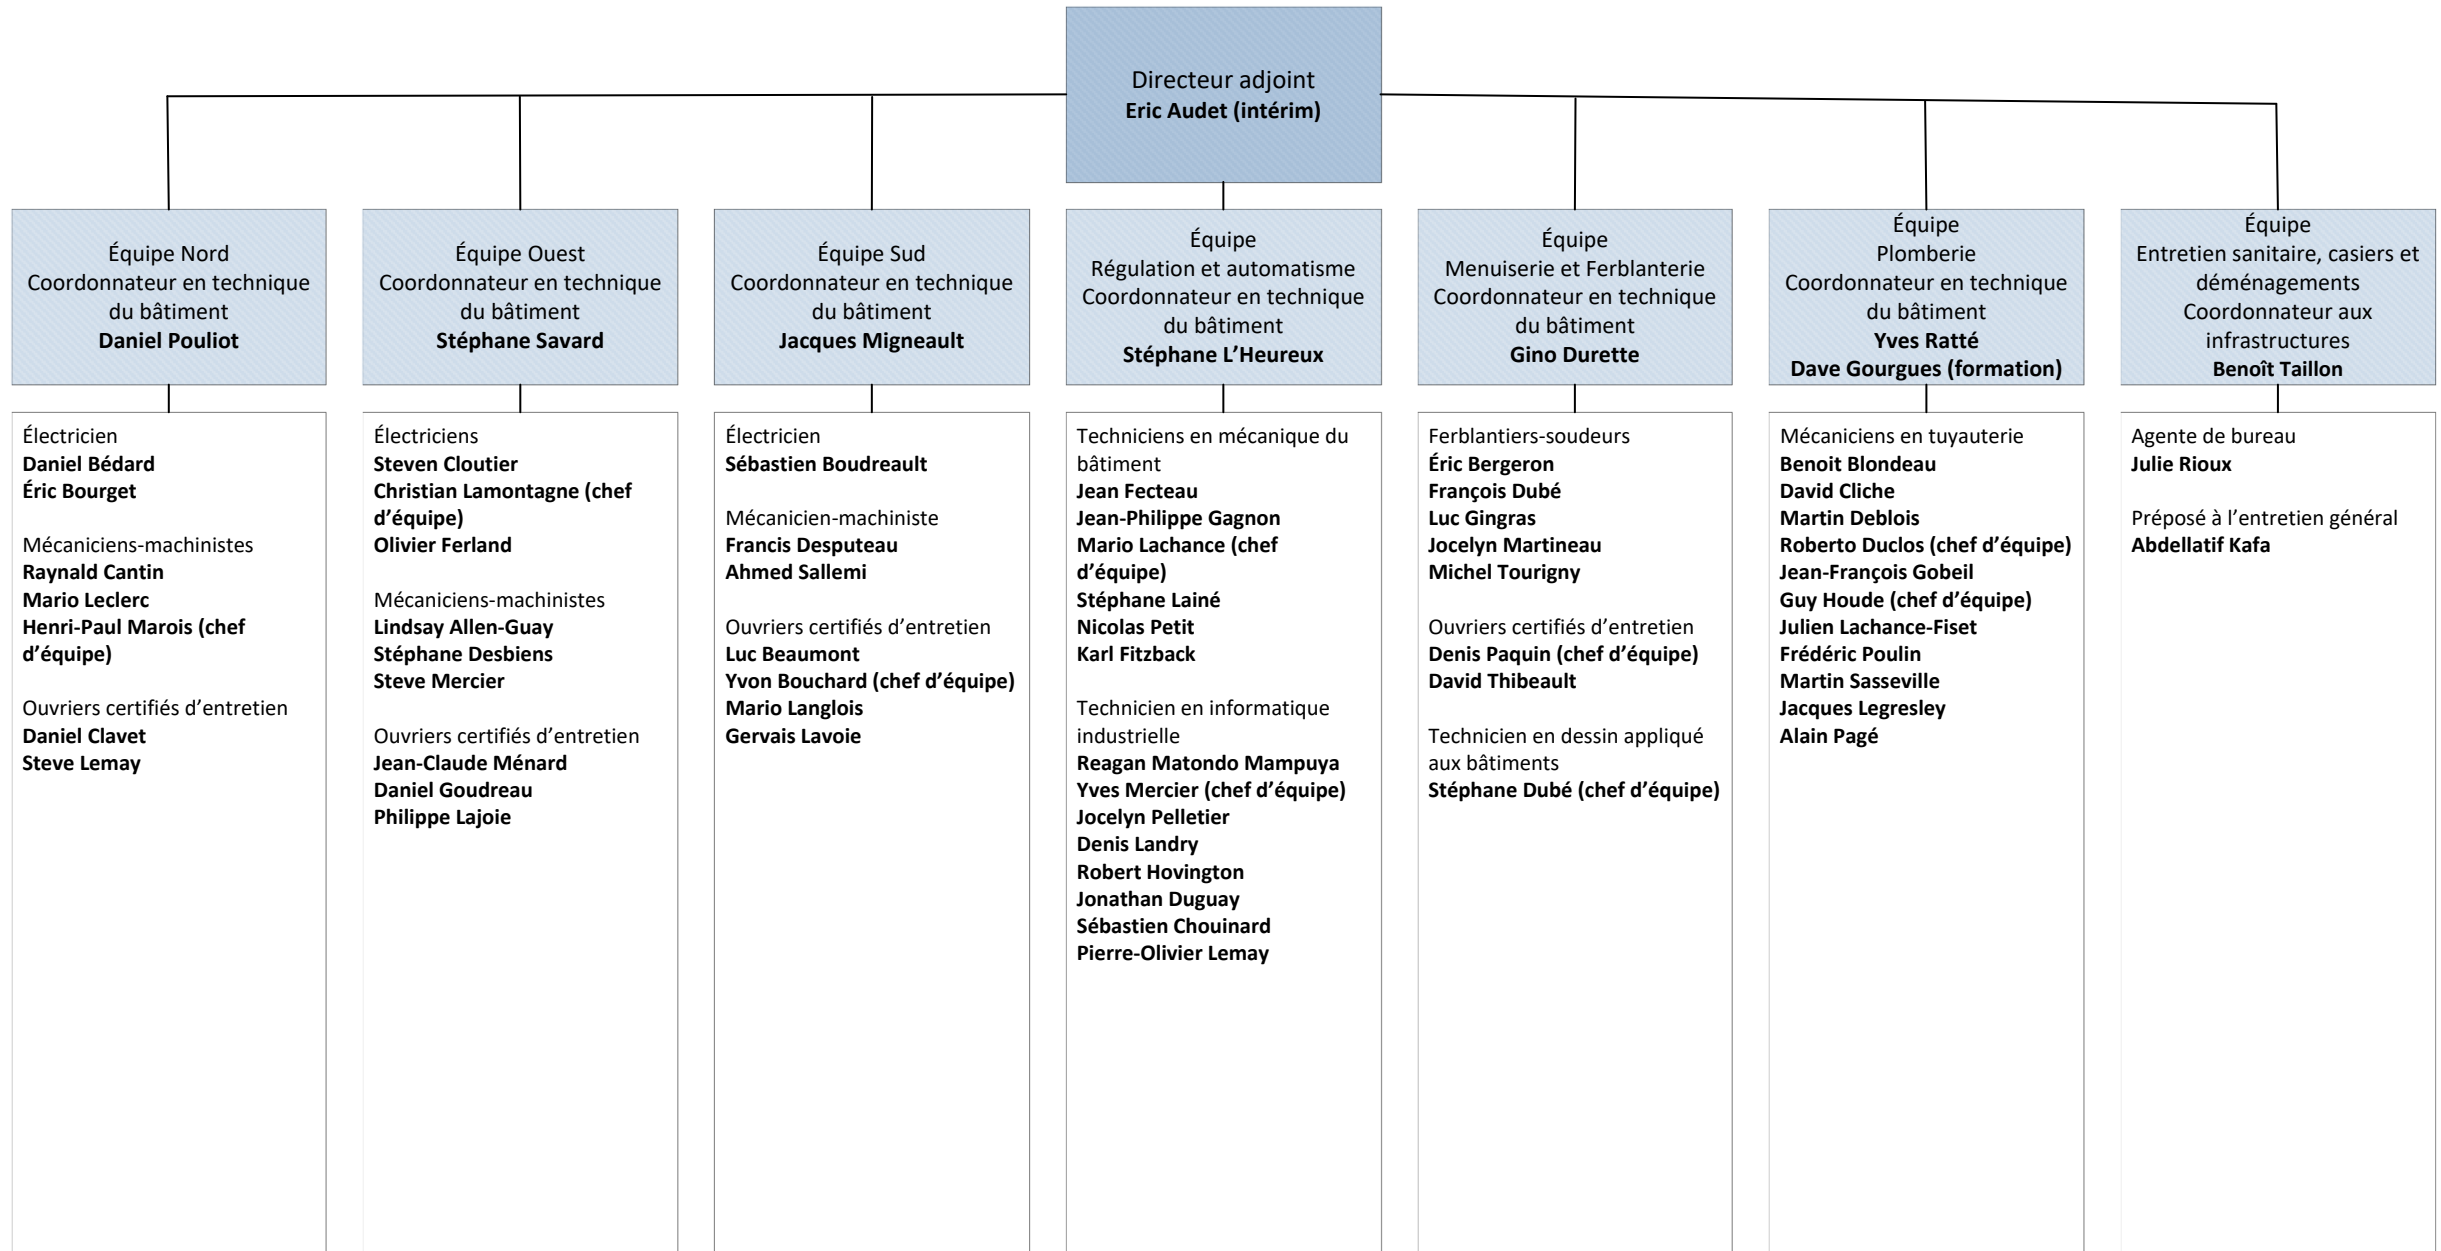 Directeur adjoint
Eric Audet (intérim)
Équipe Nord
Coordonnateur en technique
du bâtiment
Daniel Pouliot
Équipe Ouest
Coordonnateur en technique
du bâtiment
Stéphane Savard
Équipe Sud
Coordonnateur en technique
du bâtiment
Jacques Migneault
Équipe
Régulation et automatisme
Coordonnateur en technique
du bâtiment
Stéphane L’Heureux
Équipe
Menuiserie et Ferblanterie
Coordonnateur en technique
du bâtiment
Gino Durette
Équipe
Plomberie
Coordonnateur en technique
du bâtiment
Yves Ratté
Dave Gourgues (formation)
Équipe
Entretien sanitaire, casiers et
déménagements
Coordonnateur aux
infrastructures
Benoît Taillon
Électricien
Daniel Bédard
Éric Bourget
Mécaniciens-machinistes
Raynald Cantin
Mario Leclerc
Henri-Paul Marois (chef
d’équipe)
Ouvriers certifiés d’entretien
Daniel Clavet
Steve Lemay
Électriciens
Steven Cloutier
Christian Lamontagne (chef
d’équipe)
Olivier Ferland
Mécaniciens-machinistes
Lindsay Allen-Guay
Stéphane Desbiens
Steve Mercier
Ouvriers certifiés d’entretien
Jean-Claude Ménard
Daniel Goudreau
Philippe Lajoie
Électricien
Sébastien Boudreault
Mécanicien-machiniste
Francis Desputeau
Ahmed Sallemi
Ouvriers certifiés d’entretien
Luc Beaumont
Yvon Bouchard (chef d’équipe)
Mario Langlois
Gervais Lavoie
Techniciens en mécanique du
bâtiment
Jean Fecteau
Jean-Philippe Gagnon
Mario Lachance (chef
d’équipe)
Stéphane Lainé
Nicolas Petit
Karl Fitzback
Technicien en informatique
industrielle
Reagan Matondo Mampuya
Yves Mercier (chef d’équipe)
Jocelyn Pelletier
Denis Landry
Robert Hovington
Jonathan Duguay
Sébastien Chouinard
Pierre-Olivier Lemay
Ferblantiers-soudeurs
Éric Bergeron
François Dubé
Luc Gingras
Jocelyn Martineau
Michel Tourigny
Ouvriers certifiés d’entretien
Denis Paquin (chef d’équipe)
David Thibeault
Technicien en dessin appliqué
aux bâtiments
Stéphane Dubé (chef d’équipe)
Mécaniciens en tuyauterie
Benoit Blondeau
David Cliche
Martin Deblois
Roberto Duclos (chef d’équipe)
Jean-François Gobeil
Guy Houde (chef d’équipe)
Julien Lachance-Fiset
Frédéric Poulin
Martin Sasseville
Jacques Legresley
Alain Pagé
Agente de bureau
Julie Rioux
Préposé à l’entretien général
Abdellatif Kafa